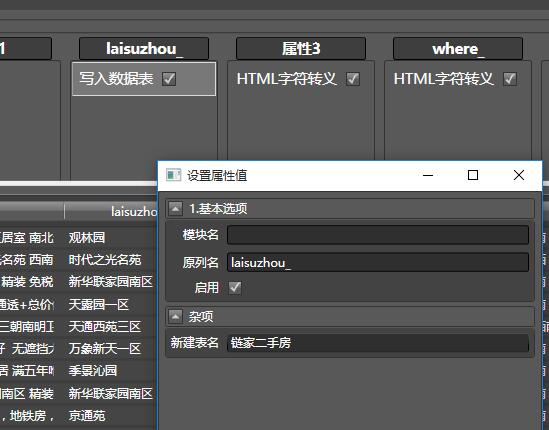 1 laisuzhou_ 属性3 where_
写入数据表 HTML字符转义 HTML字符转义
设置属性值
1.基本选项
模块名
原列名 laisuzhou_
启用
杂项
新建表名 链家二手房
laisuzho
居室 南北 观林园
名苑 西南 时代之光名苑
精装 免税 新华联家园南区
通透+总价 天露园一区
三朝南明卫 天通西苑三区
好 无遮挡 万象新天一区
居 满五年 季景沁园
南区 精装 新华联家园南区
，地铁房， 京通苑